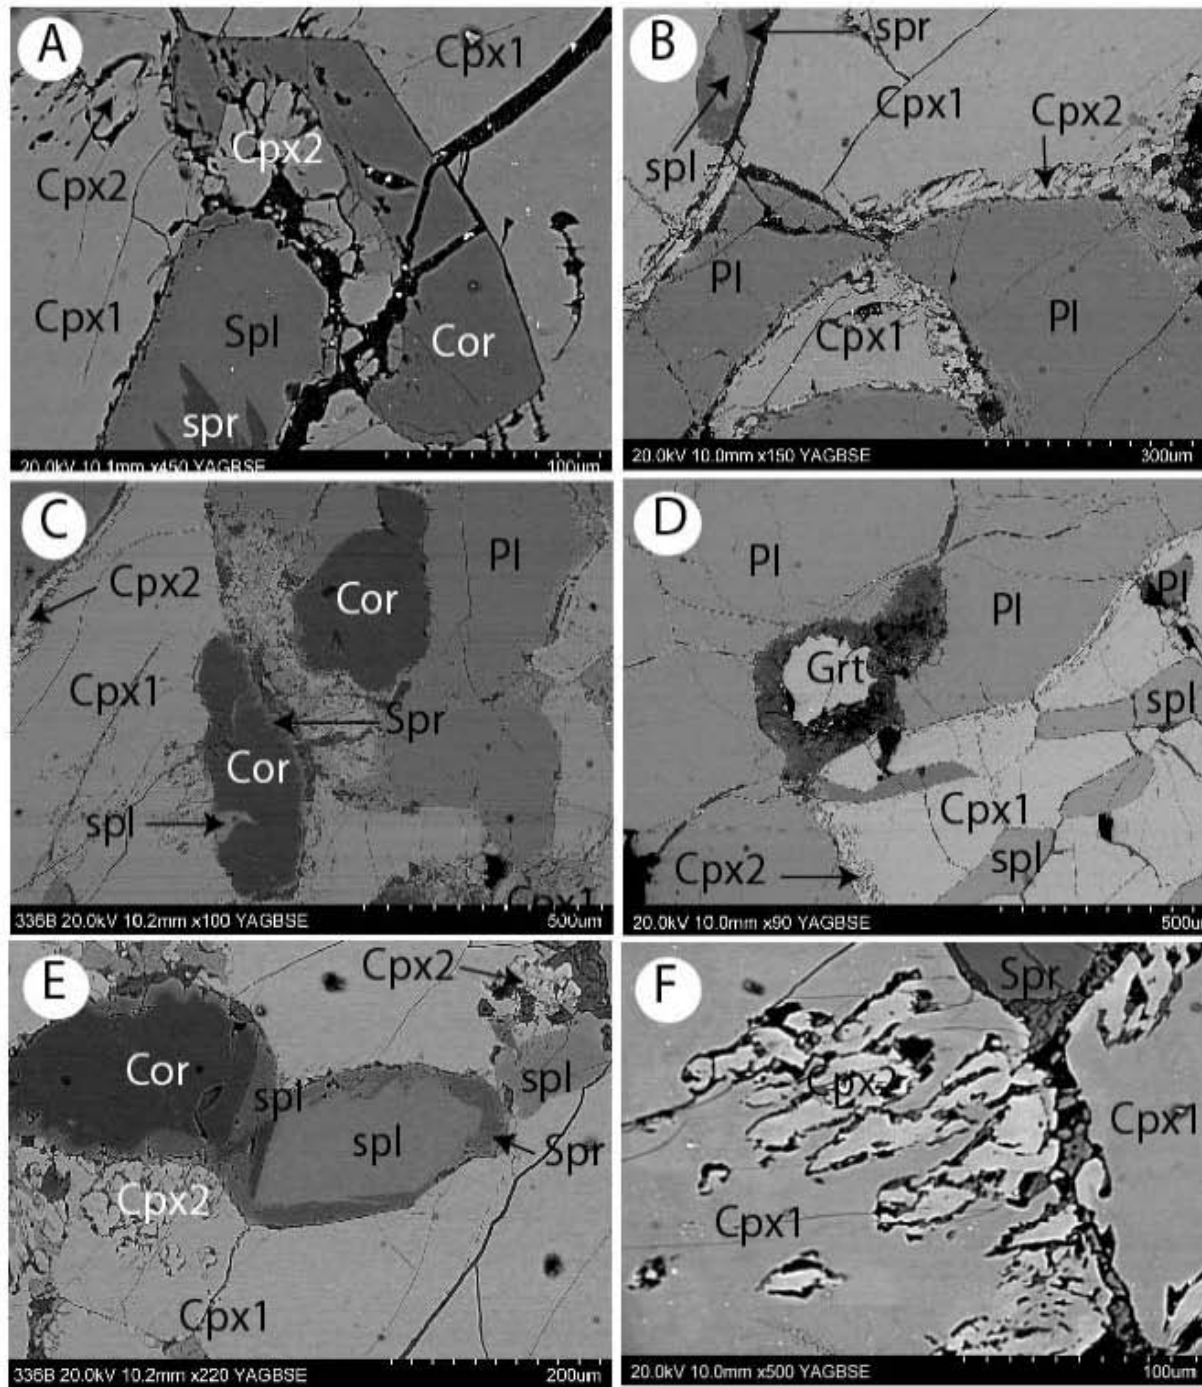 A
Cpx1
Cpx2
Cpx2
Cpx1
Spl
Cor
spr
20.0kV 10.1mm x450 YAGBSE
100um
B
spr
Cpx1
Cpx2
spl
Pl
Cpx1
Pl
20.0kV 10.0mm x150 YAGBSE
300um
C
Pl
Cpx2
Cor
Cpx1
Spr
Cor
spl
Cpx1
336B 20.0kV 10.2mm x100 YAGBSE
500um
D
Pl
Pl
Pl
Grt
spl
Cpx1
Cpx2
spl
20.0kV 10.0mm x90 YAGBSE
500u
E
Cpx2
Cor
spl
spl
spl
Spr
Cpx2
Cpx1
336B 20.0kV 10.2mm x220 YAGBSE
200um
F
Spr
Cpx2
Cpx1
Cpx1
20.0kV 10.0mm x500 YAGBSE
100um